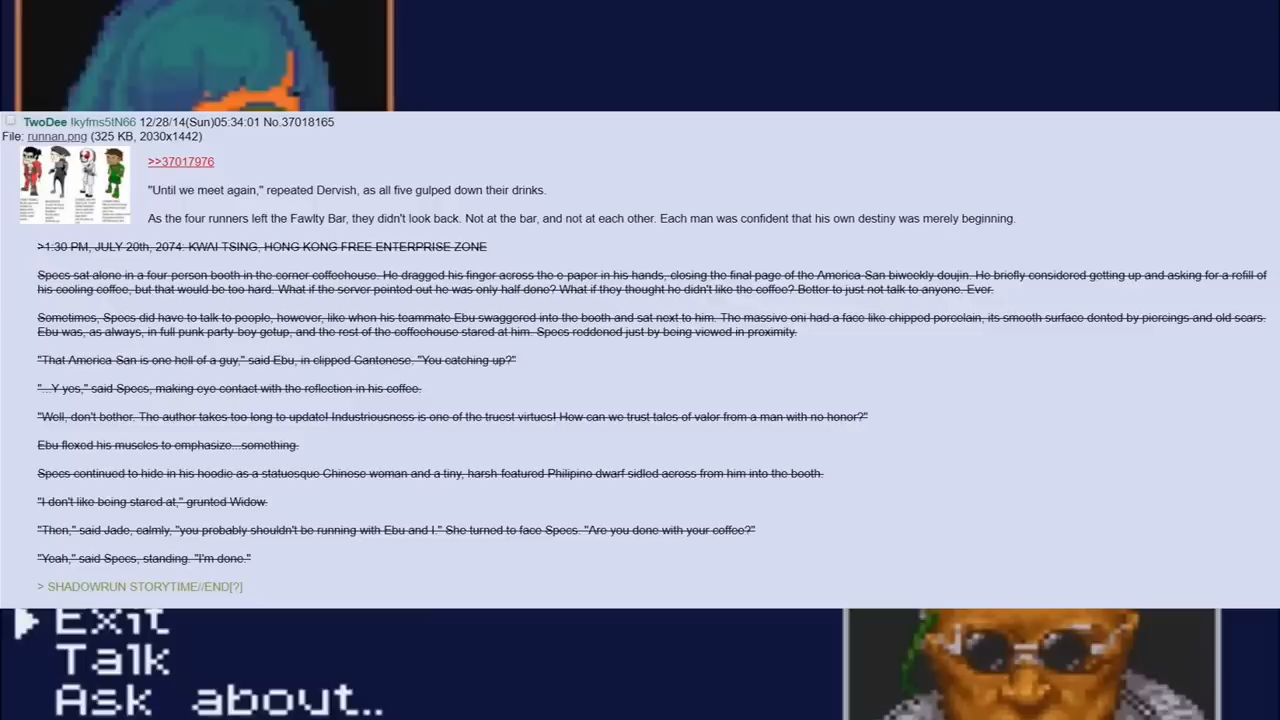 TwoDee !kyfms5tN66 12/28/14(Sun)05:34:01 No.37018165
File: runnan.png (325 KB, 2030x1442)
>>37017976
"Until we meet again," repeated Dervish, as all five gulped down their drinks.
As the four runners left the Fawity Bar, they didn't look back. Not at the bar, and not at each other. Each man was confident that his own destiny was merely beginning.
>1:30 PM, JULY 20th, 2074: KWAI TSING, HONG KONG FREE ENTERPRISE ZONE
Specs sat alone in a four person booth in the corner coffeehouse. He dragged his finger across the e-paper in his hands, closing the final page of the America-San biweekly doujin. He briefly considered getting up and asking for a refill of
his cooling coffee, but that would be too hard. What if the server pointed out he was only half done? What if they thought he didn't like the coffee? Better to just not talk to anyone. Ever.
Sometimes, Specs did have to talk to people, however, like when his teammate Ebu swaggered into the booth and sat next to him. The massive oni had a face like chipped porcelain, its smooth surface dented by piercings and old scars.
Ebu was, as always, in full punk party boy getup, and the rest of the coffeehouse stared at him. Specs reddened just by being viewed in proximity.
"That America-San is one hell of a guy," said Ebu, in clipped Cantonese. "You catching up?"
"...Y-yes," said Specs, making eye contact with the reflection in his coffee.
"Well, don't bother. The author takes too long to update! Industriousness is one of the truest virtues! How can we trust tales of valor from a man with no honor?"
Ebu flexed his muscles to emphasize...something.
Specs continued to hide in his hoodie as a statuesque Chinese woman and a tiny, harsh-featured Philipino dwarf sidled across from him into the booth.
"I don't like being stared at," grunted Widow.
"Then," said Jade, calmly, "you probably shouldn't be running with Ebu and I." She turned to face Specs. "Are you done with your coffee?"
"Yeah," said Specs, standing. "I'm done."
> SHADOWRUN STORYTIME//END[?]
Exit
Talk
Ask about..